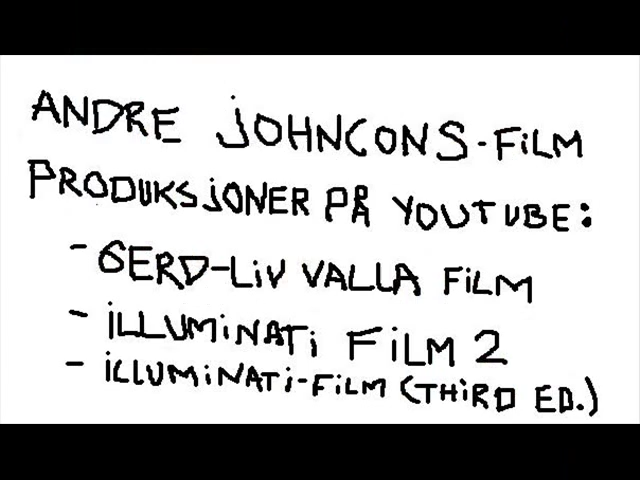 ANDRE JOHNCONS-FILM
PRODUKSJONER PÅ YOUTUBE:
- GERD-LIV VALLA FILM
- ILLUMINATI FILM 2
- ILLUMINATI-FILM (THIRD ED.)